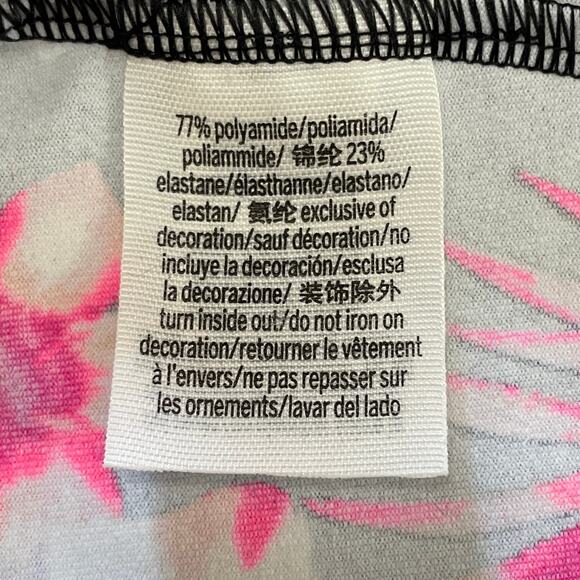 77% polyamide/poliamida/
poliammide/ 锦纶 23%
elastane/élasthanne/elastano/
elastan/ 氨纶 exclusive of
decoration/sauf décoration/no
incluye la decoración/esclusa
la decorazione/ 装饰除外
turn inside out/do not iron on
decoration/retourner le vêtement
à l'envers/ne pas repasser sur
les ornements/lavar del lado